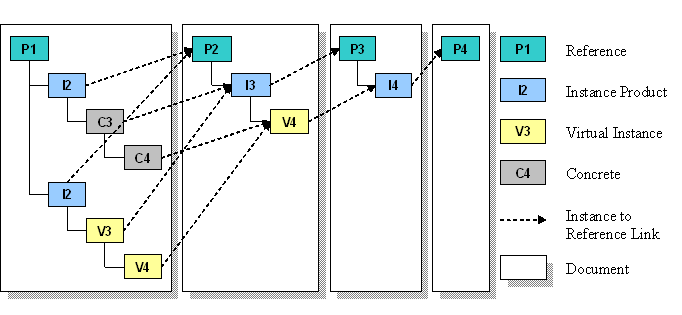 P1 P2 P3 P4
I2 I3 I4
C3 V4
C4
I2
V3
V4
P1 Reference
I2 Instance Product
V3 Virtual Instance
C4 Concrete
Instance to
Reference Link
Document